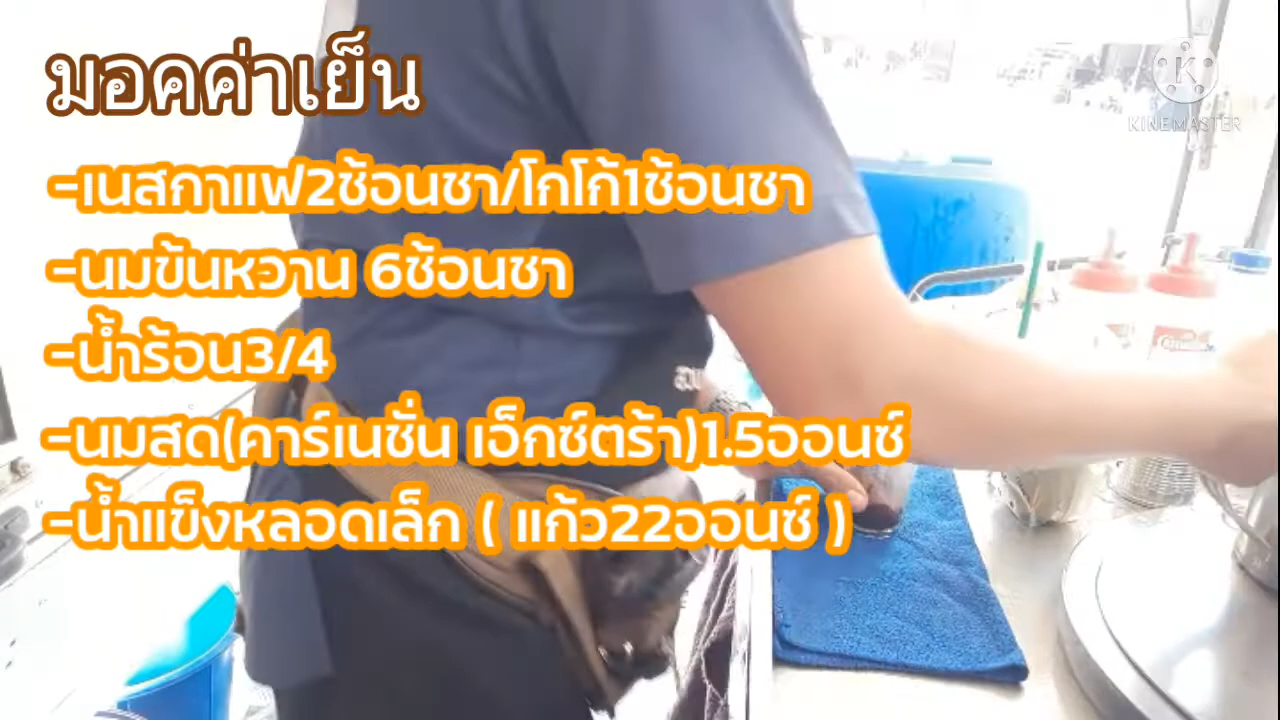 มอคค่าเย็น
-เนสกาแฟ2ช้อนชา/โกโก้1ช้อนชา
-นมข้นหวาน 6ช้อนชา
-น้ำร้อน3/4
-นมสด(คาร์เนชั่น เอ็กซ์ตร้า)1.5ออนซ์
-น้ำแข็งหลอดเล็ก ( แก้ว22ออนซ์ )
K
KINEMASTER